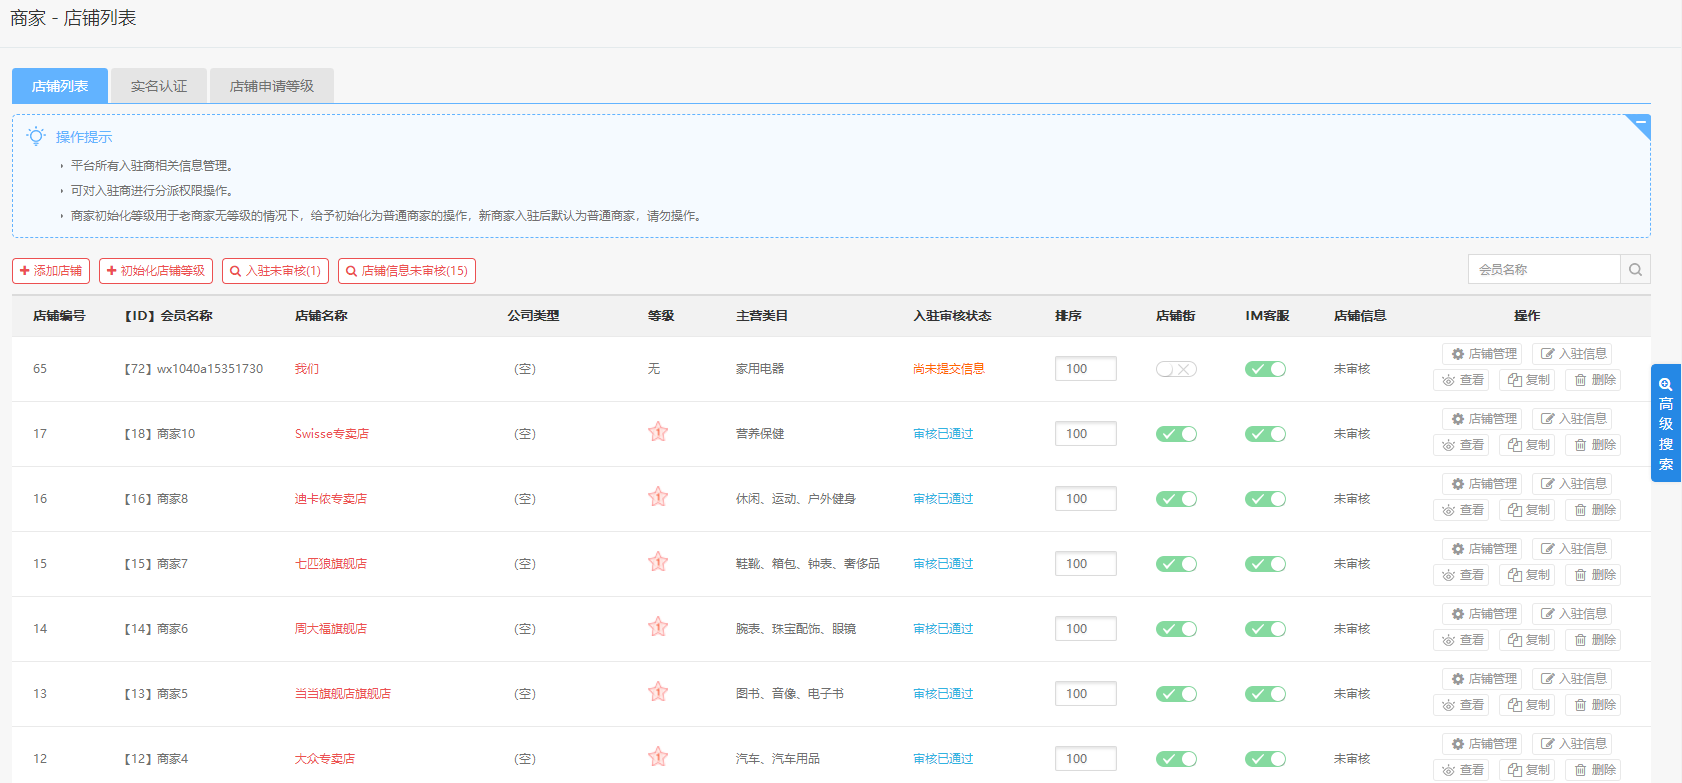 商家 - 店铺列表
店铺列表 实名认证 店铺申请等级
操作提示
平台所有入驻商相关信息管理。
可对入驻商进行分派权限操作。
商家初始化等级用于老商家无等级的情况下，给予初始化为普通商家的操作，新商家入驻后默认为普通商家，请勿操作。
添加店铺 初始化店铺等级 入驻未审核(1) 店铺信息未审核(15) 会员名称
店铺编号 【ID】会员名称 店铺名称 公司类型 等级 主营类目 入驻审核状态 排序 店铺街 IM客服 店铺信息 操作
65 【72】wx1040a15351730 我们 (空) 无 家用电器 尚未提交信息 100 未审核 店铺管理 入驻信息
查看 复制 删除
17 【18】商家10 Swisse专卖店 (空) 1 营养保健 审核已通过 100 未审核 店铺管理 入驻信息
查看 复制 删除
16 【16】商家8 迪卡侬专卖店 (空) 1 休闲、运动、户外健身 审核已通过 100 未审核 店铺管理 入驻信息
查看 复制 删除
15 【15】商家7 七匹狼旗舰店 (空) 1 鞋靴、箱包、钟表、奢侈品 审核已通过 100 未审核 店铺管理 入驻信息
查看 复制 删除
14 【14】商家6 周大福旗舰店 (空) 1 腕表、珠宝配饰、眼镜 审核已通过 100 未审核 店铺管理 入驻信息
查看 复制 删除
13 【13】商家5 当当旗舰店旗舰店 (空) 1 图书、音像、电子书 审核已通过 100 未审核 店铺管理 入驻信息
查看 复制 删除
12 【12】商家4 大众专卖店 (空) 1 汽车、汽车用品 审核已通过 100 未审核 店铺管理 入驻信息
查看 复制 删除
高级搜索